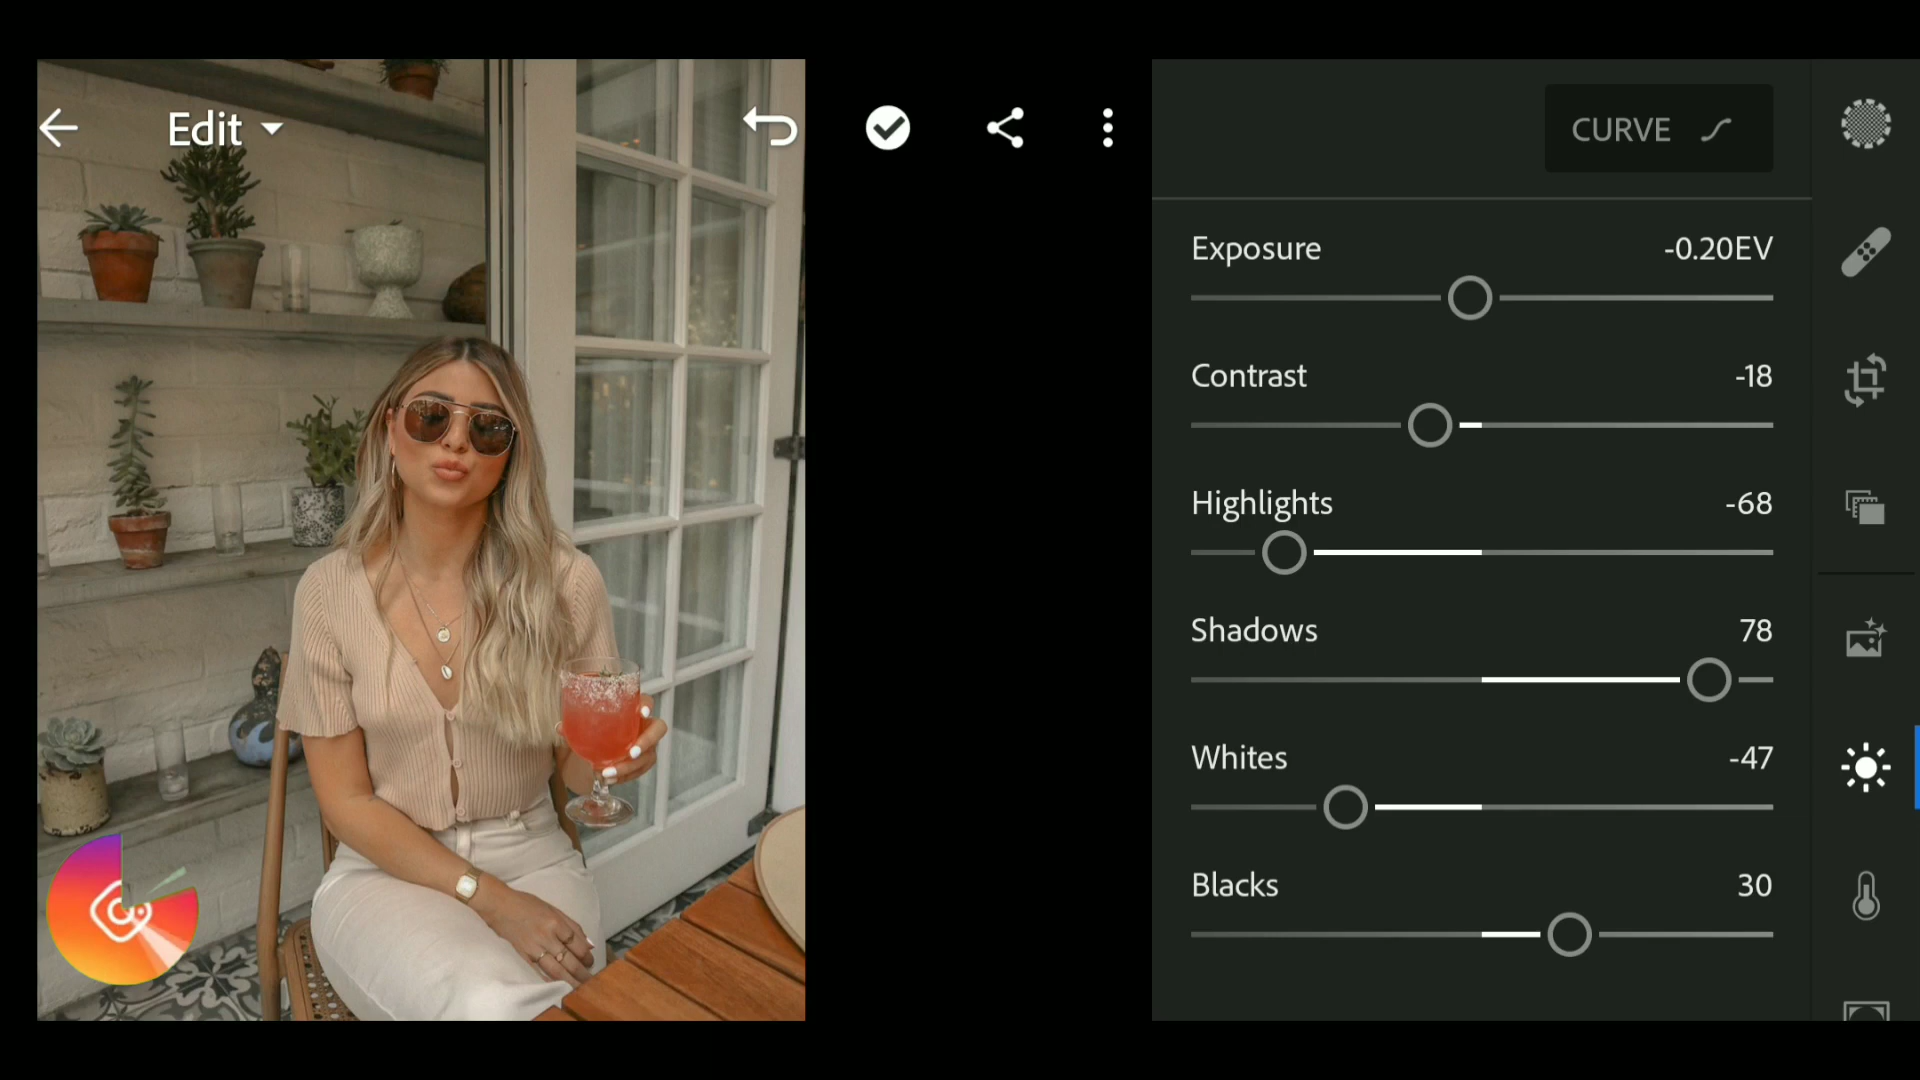 Edit
CURVE
Exposure -0.20EV
Contrast -18
Highlights -68
Shadows 78
Whites -47
Blacks 30